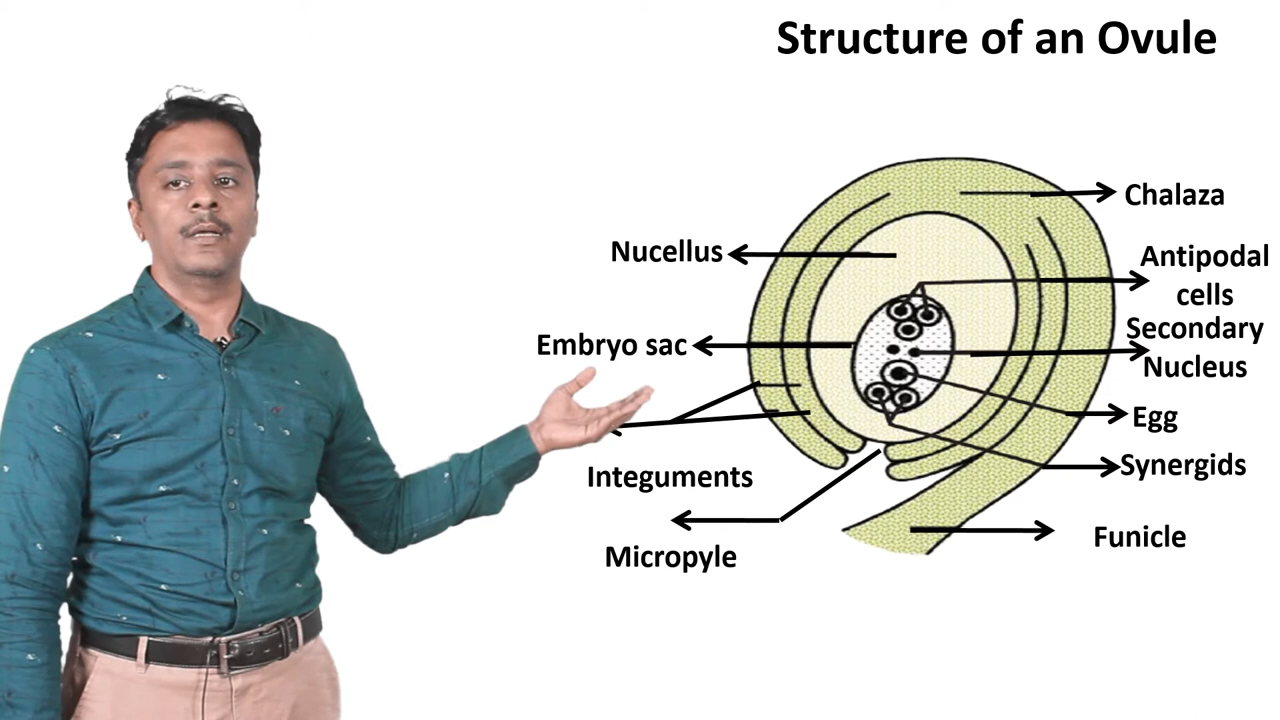 Structure of an Ovule
Chalaza
Nucellus
Antipodal
cells
Secondary
Nucleus
Embryo sac
Egg
Synergids
Integuments
Funicle
Micropyle